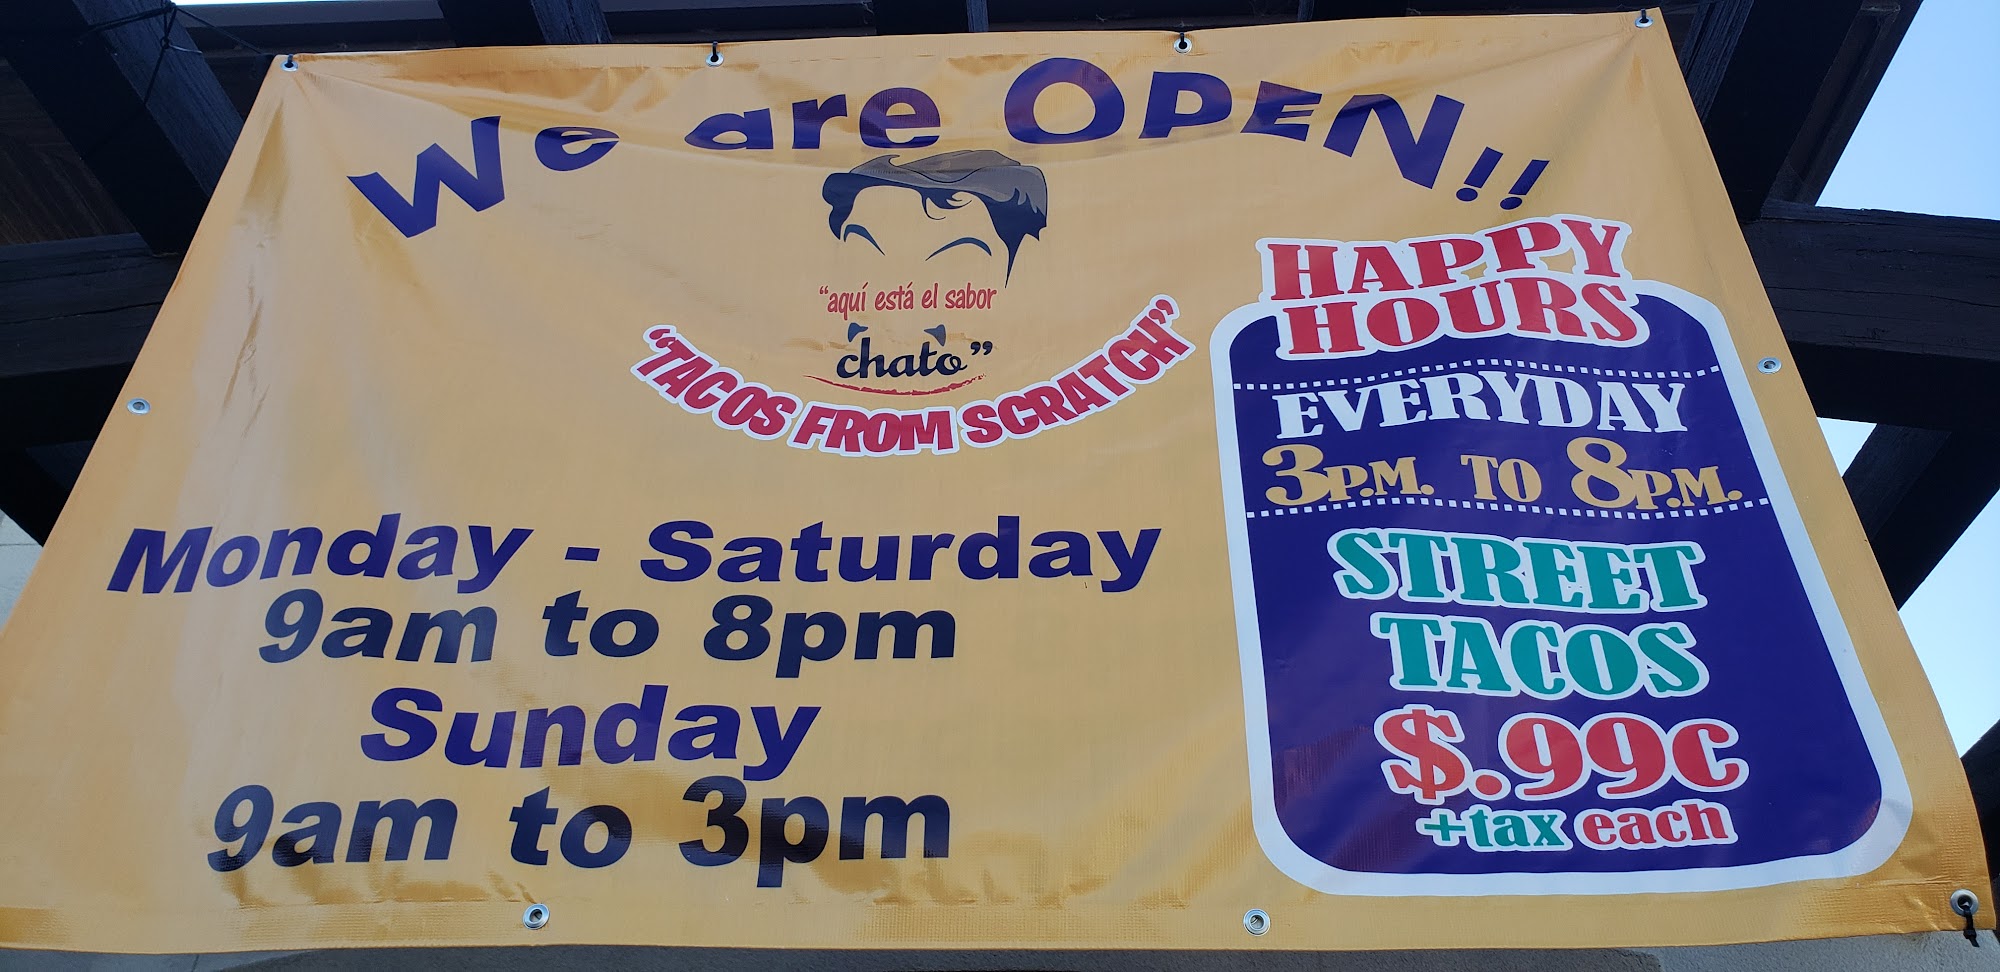 We are OPEN!!
"aquí está el sabor
chato"
"TACOS FROM SCRATCH"
Monday - Saturday
9am to 8pm
Sunday
9am to 3pm
HAPPY
HOURS
EVERYDAY
3P.M. TO 8P.M.
STREET
TACOS
$.99c
+tax each